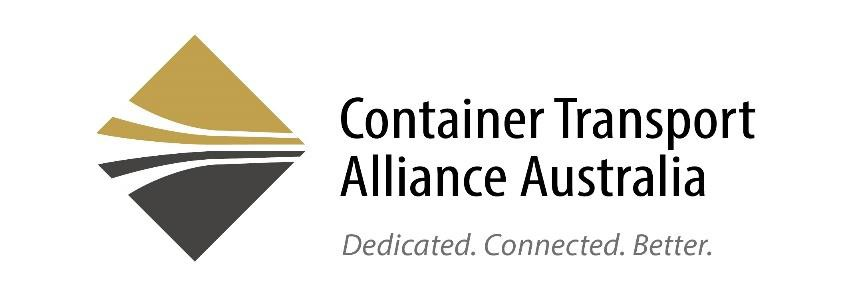 Container Transport
Alliance Australia
Dedicated. Connected. Better.